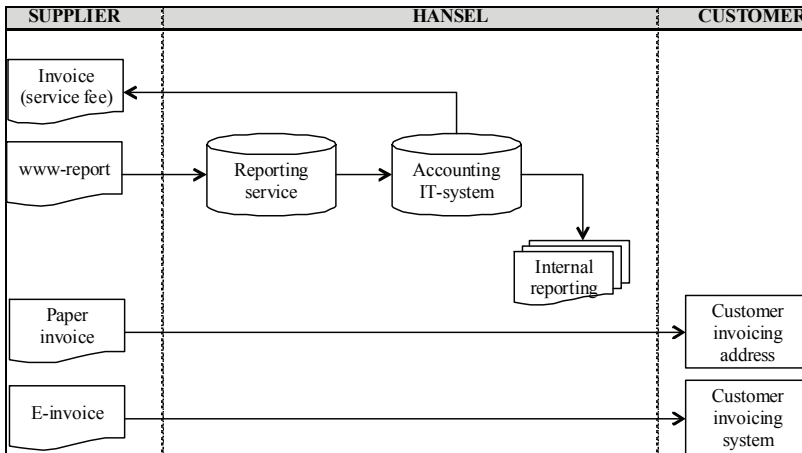 SUPPLIER
HANSEL
CUSTOMER
Invoice
(service fee)
www-report
Reporting
service
Accounting
IT-system
Internal
reporting
Paper
invoice
Customer
invoicing
address
E-invoice
Customer
invoicing
system